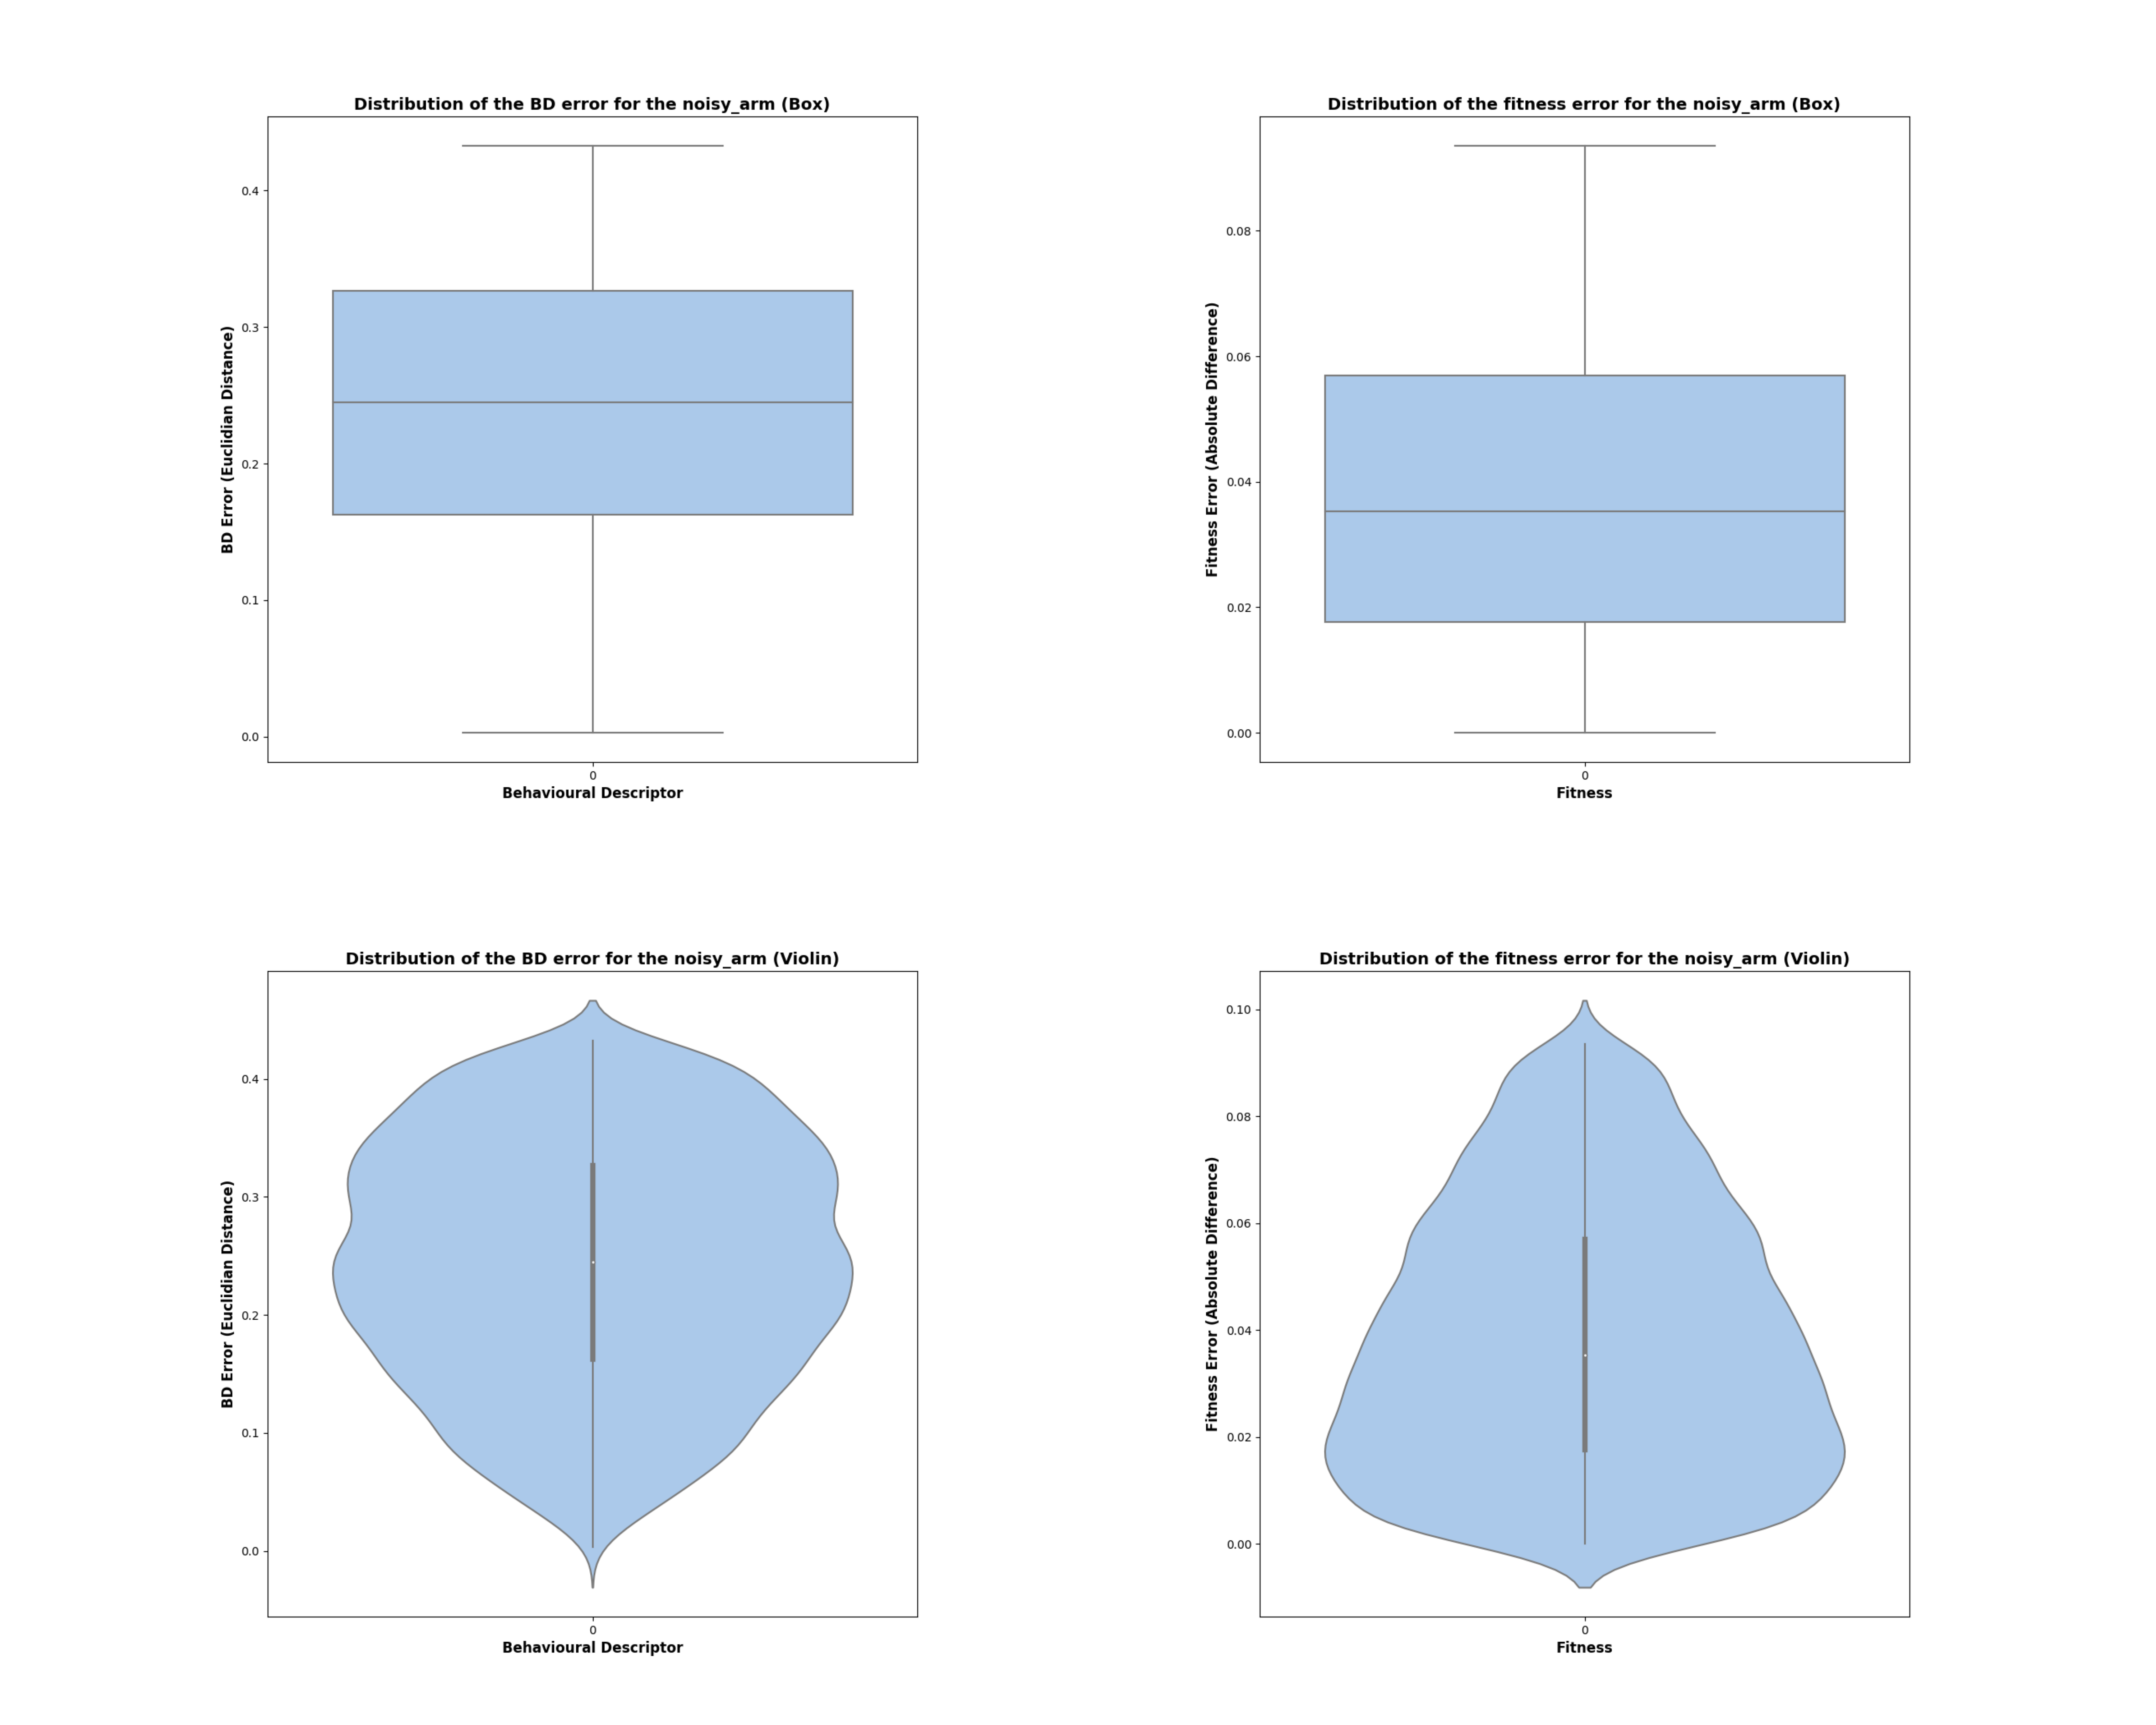 Distribution of the BD error for the noisy_arm (Box)
BD Error (Euclidian Distance)
0.4
0.3
0.2
0.1
0.0
0
Behavioural Descriptor
Distribution of the fitness error for the noisy_arm (Box)
Fitness Error (Absolute Difference)
0.08
0.06
0.04
0.02
0.00
0
Fitness
Distribution of the BD error for the noisy_arm (Violin)
BD Error (Euclidian Distance)
0.4
0.3
0.2
0.1
0.0
0
Behavioural Descriptor
Distribution of the fitness error for the noisy_arm (Violin)
Fitness Error (Absolute Difference)
0.10
0.08
0.06
0.04
0.02
0.00
0
Fitness